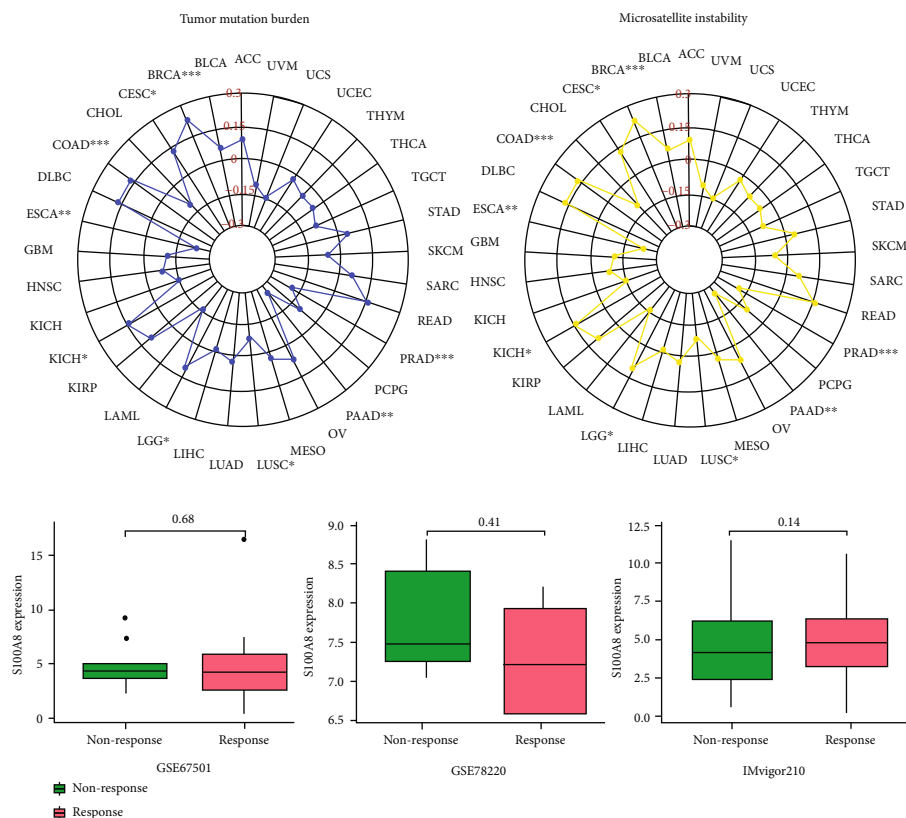 Tumor mutation burden
ACC
UVM
UCS
UCEC
THYM
THCA
TGCT
STAD
SKCM
SARC
READ
PRAD***
PCPG
PAAD**
OV
MESO
LUSC*
LUAD
LIHC
LGG*
LAML
KIRP
KICH*
KICH
HNSC
GBM
ESCA**
DLBC
COAD***
CHOL
CESC*
BRCA***
BLCA
0.3
0.15
0
−0.15
−0.3
Microsatellite instability
ACC
UVM
UCS
UCEC
THYM
THCA
TGCT
STAD
SKCM
SARC
READ
PRAD***
PCPG
PAAD**
OV
MESO
LUSC*
LUAD
LIHC
LGG*
LAML
KIRP
KICH*
KICH
HNSC
GBM
ESCA**
DLBC
COAD***
CHOL
CESC*
BRCA***
BLCA
0.3
0.15
0
−0.15
−0.3
S100A8 expression
15
10
5
0
0.68
Non-response
Response
GSE67501
S100A8 expression
9.0
8.5
8.0
7.5
7.0
6.5
0.41
Non-response
Response
GSE78220
S100A8 expression
12.5
10.0
7.5
5.0
2.5
0.0
0.14
Non-response
Response
IMvigor210
Non-response
Response